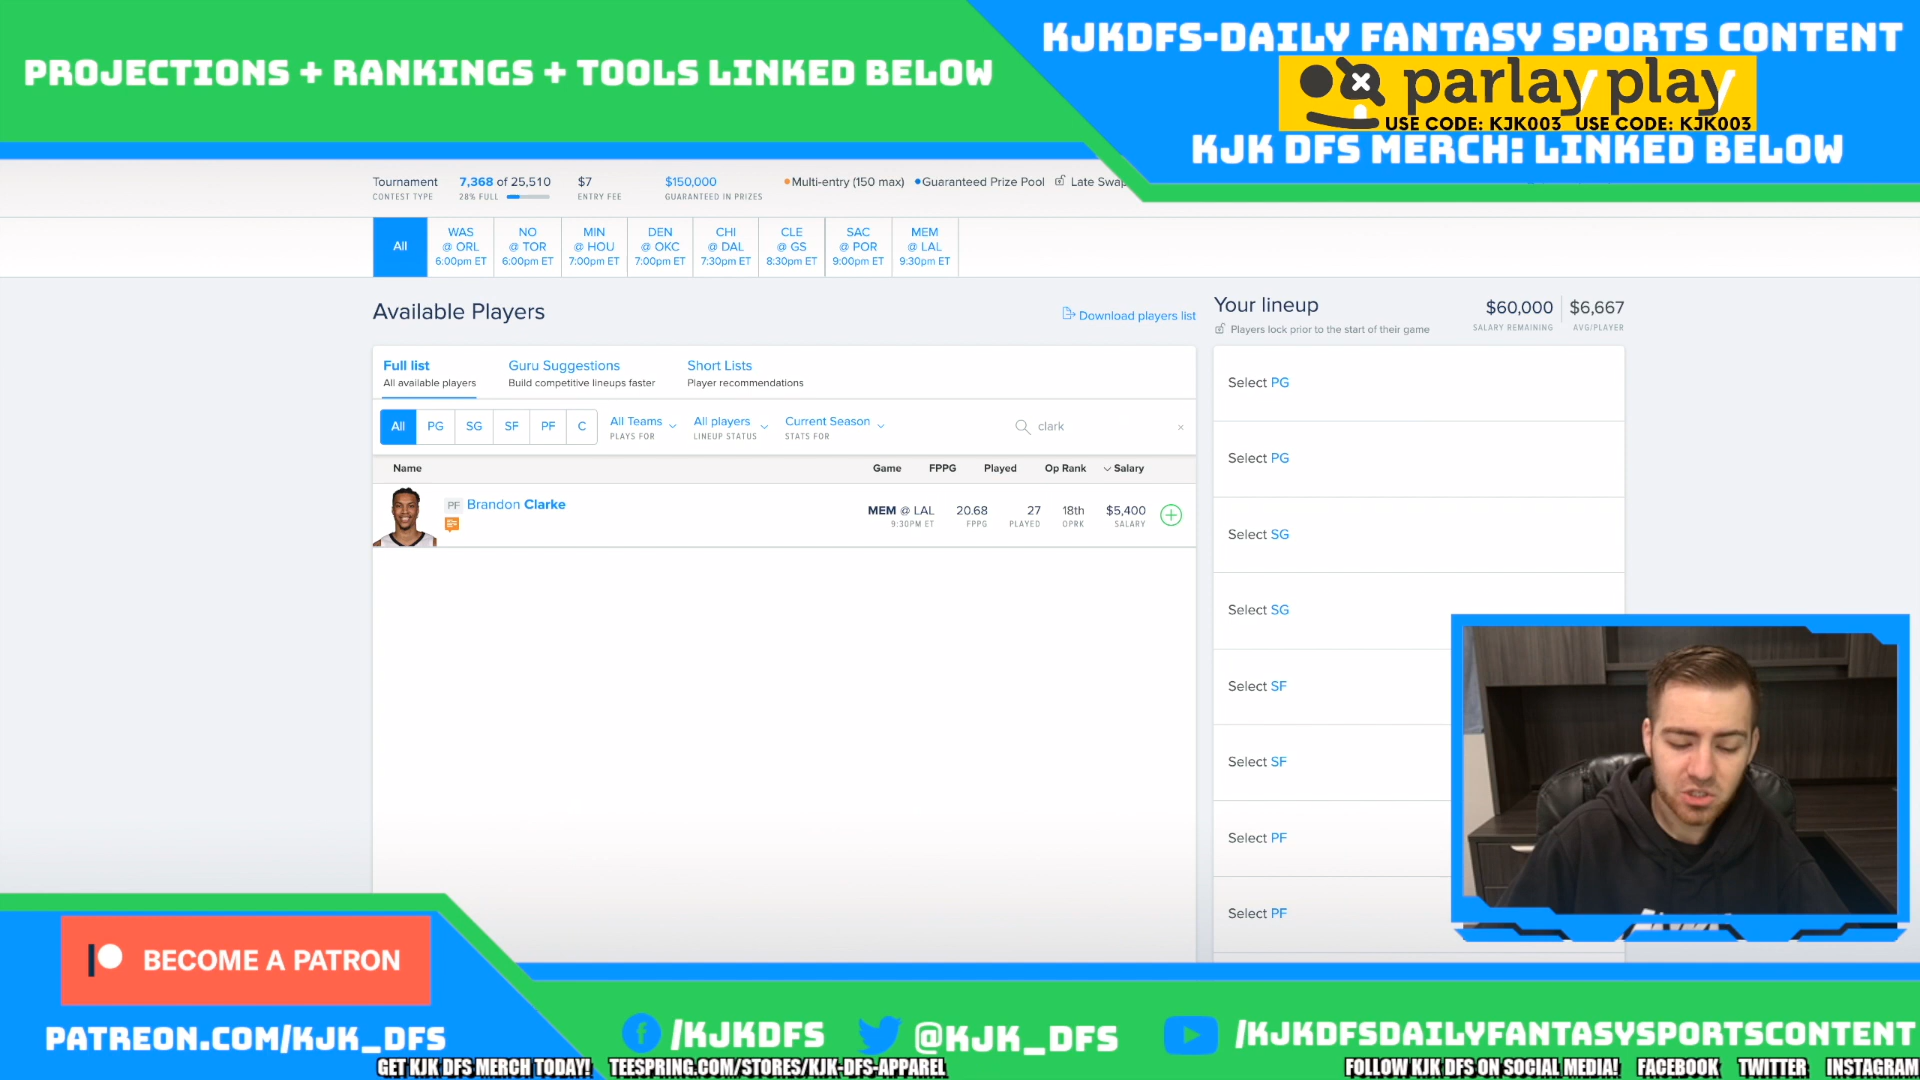 PROJECTIONS + RANKINGS + TOOLS LINKED BELOW
KJKDFS-DAILY FANTASY SPORTS CONTENT
parlay play
USE CODE: KJK003 USE CODE: KJK003
KJK DFS MERCH: LINKED BELOW
Tournament 7,368 of 25,510 $7 $150,000 Multi-entry (150 max) Guaranteed Prize Pool Late Swap
CONTEST TYPE 28% FULL ENTRY FEE GUARANTEED IN PRIZES
All
WAS
@ ORL
6:00pm ET
NO
@ TOR
6:00pm ET
MIN
@ HOU
7:00pm ET
DEN
@ OKC
7:00pm ET
CHI
@ DAL
7:30pm ET
CLE
@ GS
8:30pm ET
SAC
@ POR
9:00pm ET
MEM
@ LAL
9:30pm ET
Available Players
Download players list
Full list
All available players
Guru Suggestions
Build competitive lineups faster
Short Lists
Player recommendations
All PG SG SF PF C
All Teams
PLAYS FOR
All players
LINEUP STATUS
Current Season
STATS FOR
clark
×
Name Game FPPG Played Op Rank Salary
PF Brandon Clarke
MEM @ LAL 20.68 27 18th $5,400
9:30PM ET FPPG PLAYED OPRK SALARY
Your lineup
Players lock prior to the start of their game
$60,000 $6,667
SALARY REMAINING AVG/PLAYER
Select PG
Select PG
Select SG
Select SG
Select SF
Select SF
Select PF
Select PF
BECOME A PATRON
PATREON.COM/KJK_DFS
/KJKDFS
@KJK_DFS
/KJKDFSDAILYFANTASYSPORTSCONTENT
GET KJK DFS MERCH TODAY! TEESPRING.COM/STORES/KJK-DFS-APPAREL
FOLLOW KJK DFS ON SOCIAL MEDIA! FACEBOOK TWITTER INSTAGRAM